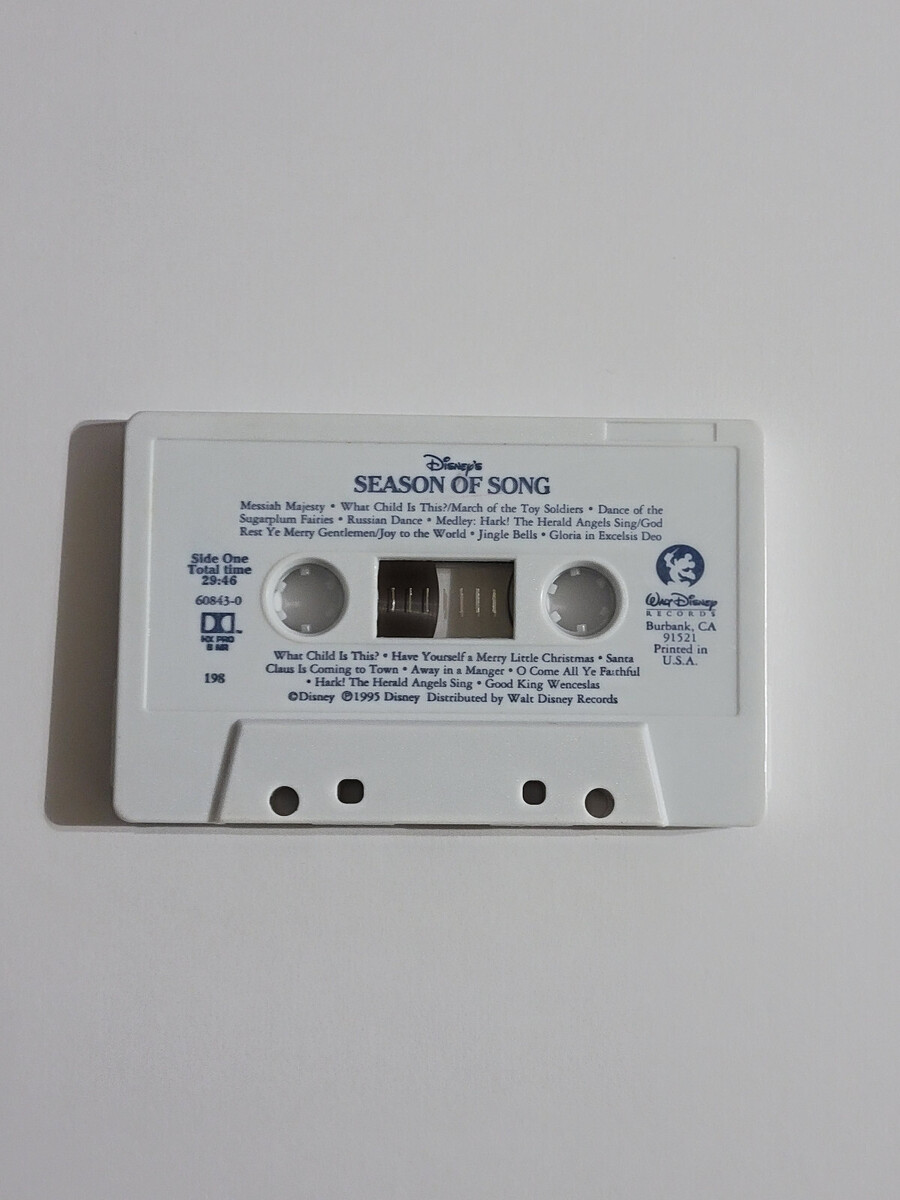 Disney's
SEASON OF SONG
Messiah Majesty • What Child Is This?/March of the Toy Soldiers • Dance of the
Sugarplum Fairies • Russian Dance • Medley: Hark! The Herald Angels Sing/God
Rest Ye Merry Gentlemen/Joy to the World • Jingle Bells • Gloria in Excelsis Deo
Side One
Total time
29:46
60843-0
HX PRO
B NR
198
Walt Disney
RECORDS
Burbank, CA
91521
Printed in
U.S.A.
What Child Is This? • Have Yourself a Merry Little Christmas • Santa
Claus Is Coming to Town • Away in a Manger • O Come All Ye Faithful
• Hark! The Herald Angels Sing • Good King Wenceslas
©Disney ℗1995 Disney Distributed by Walt Disney Records